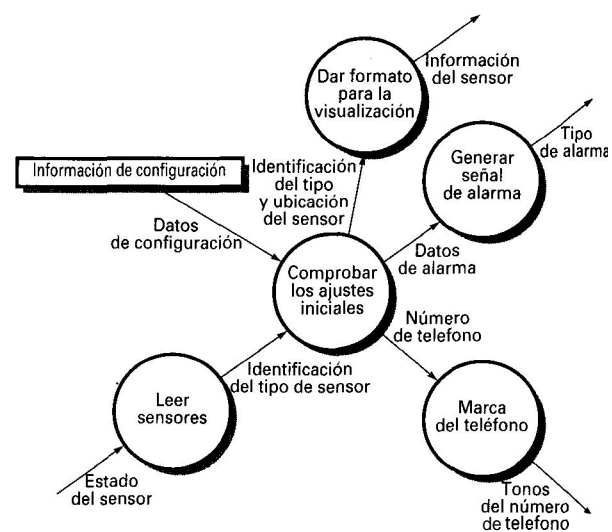 Dar formato
para la
visualización
Información
del sensor
Generar
señal
de alarma
Tipo
de alarma
Información de configuración
Identificación
del tipo
y ubicación
del sensor
Datos
de configuración
Comprobar
los ajustes
iniciales
Datos
de alarma
Número
de telefono
Identificación
del tipo de sensor
Leer
sensores
Estado
del sensor
Marca
del teléfono
Tonos
del número
de telefono